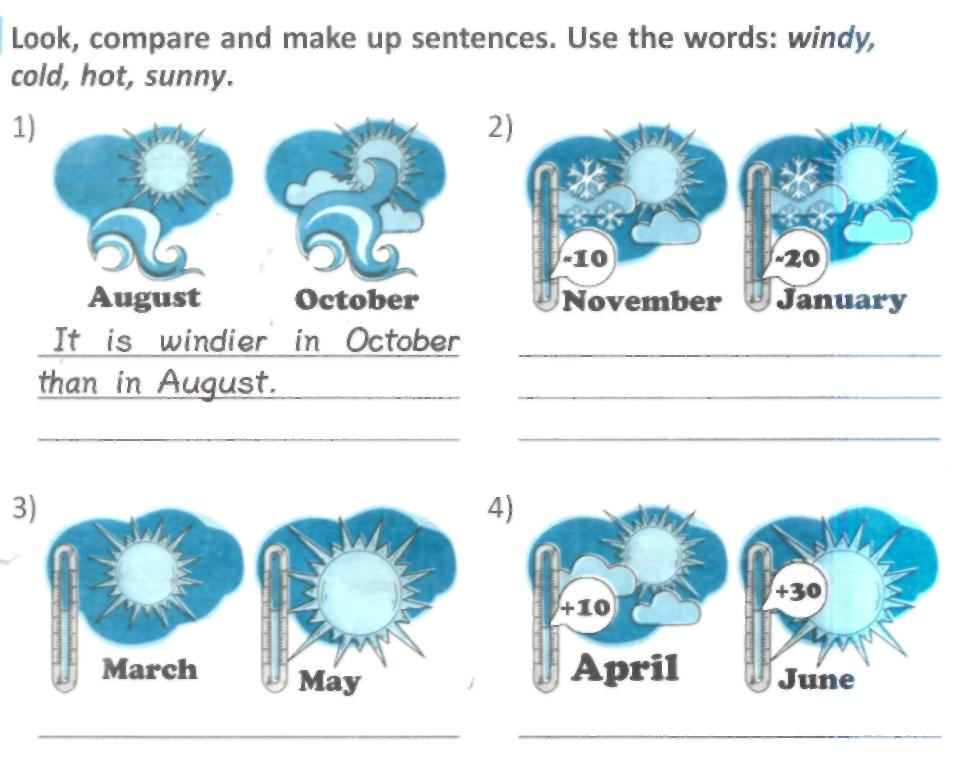 Look, compare and make up sentences. Use the words: windy,
cold, hot, sunny.
1)
August
October
It is windier in October
than in August.
2)
-10
November
-20
January
3)
March
May
4)
+10
April
+30
June